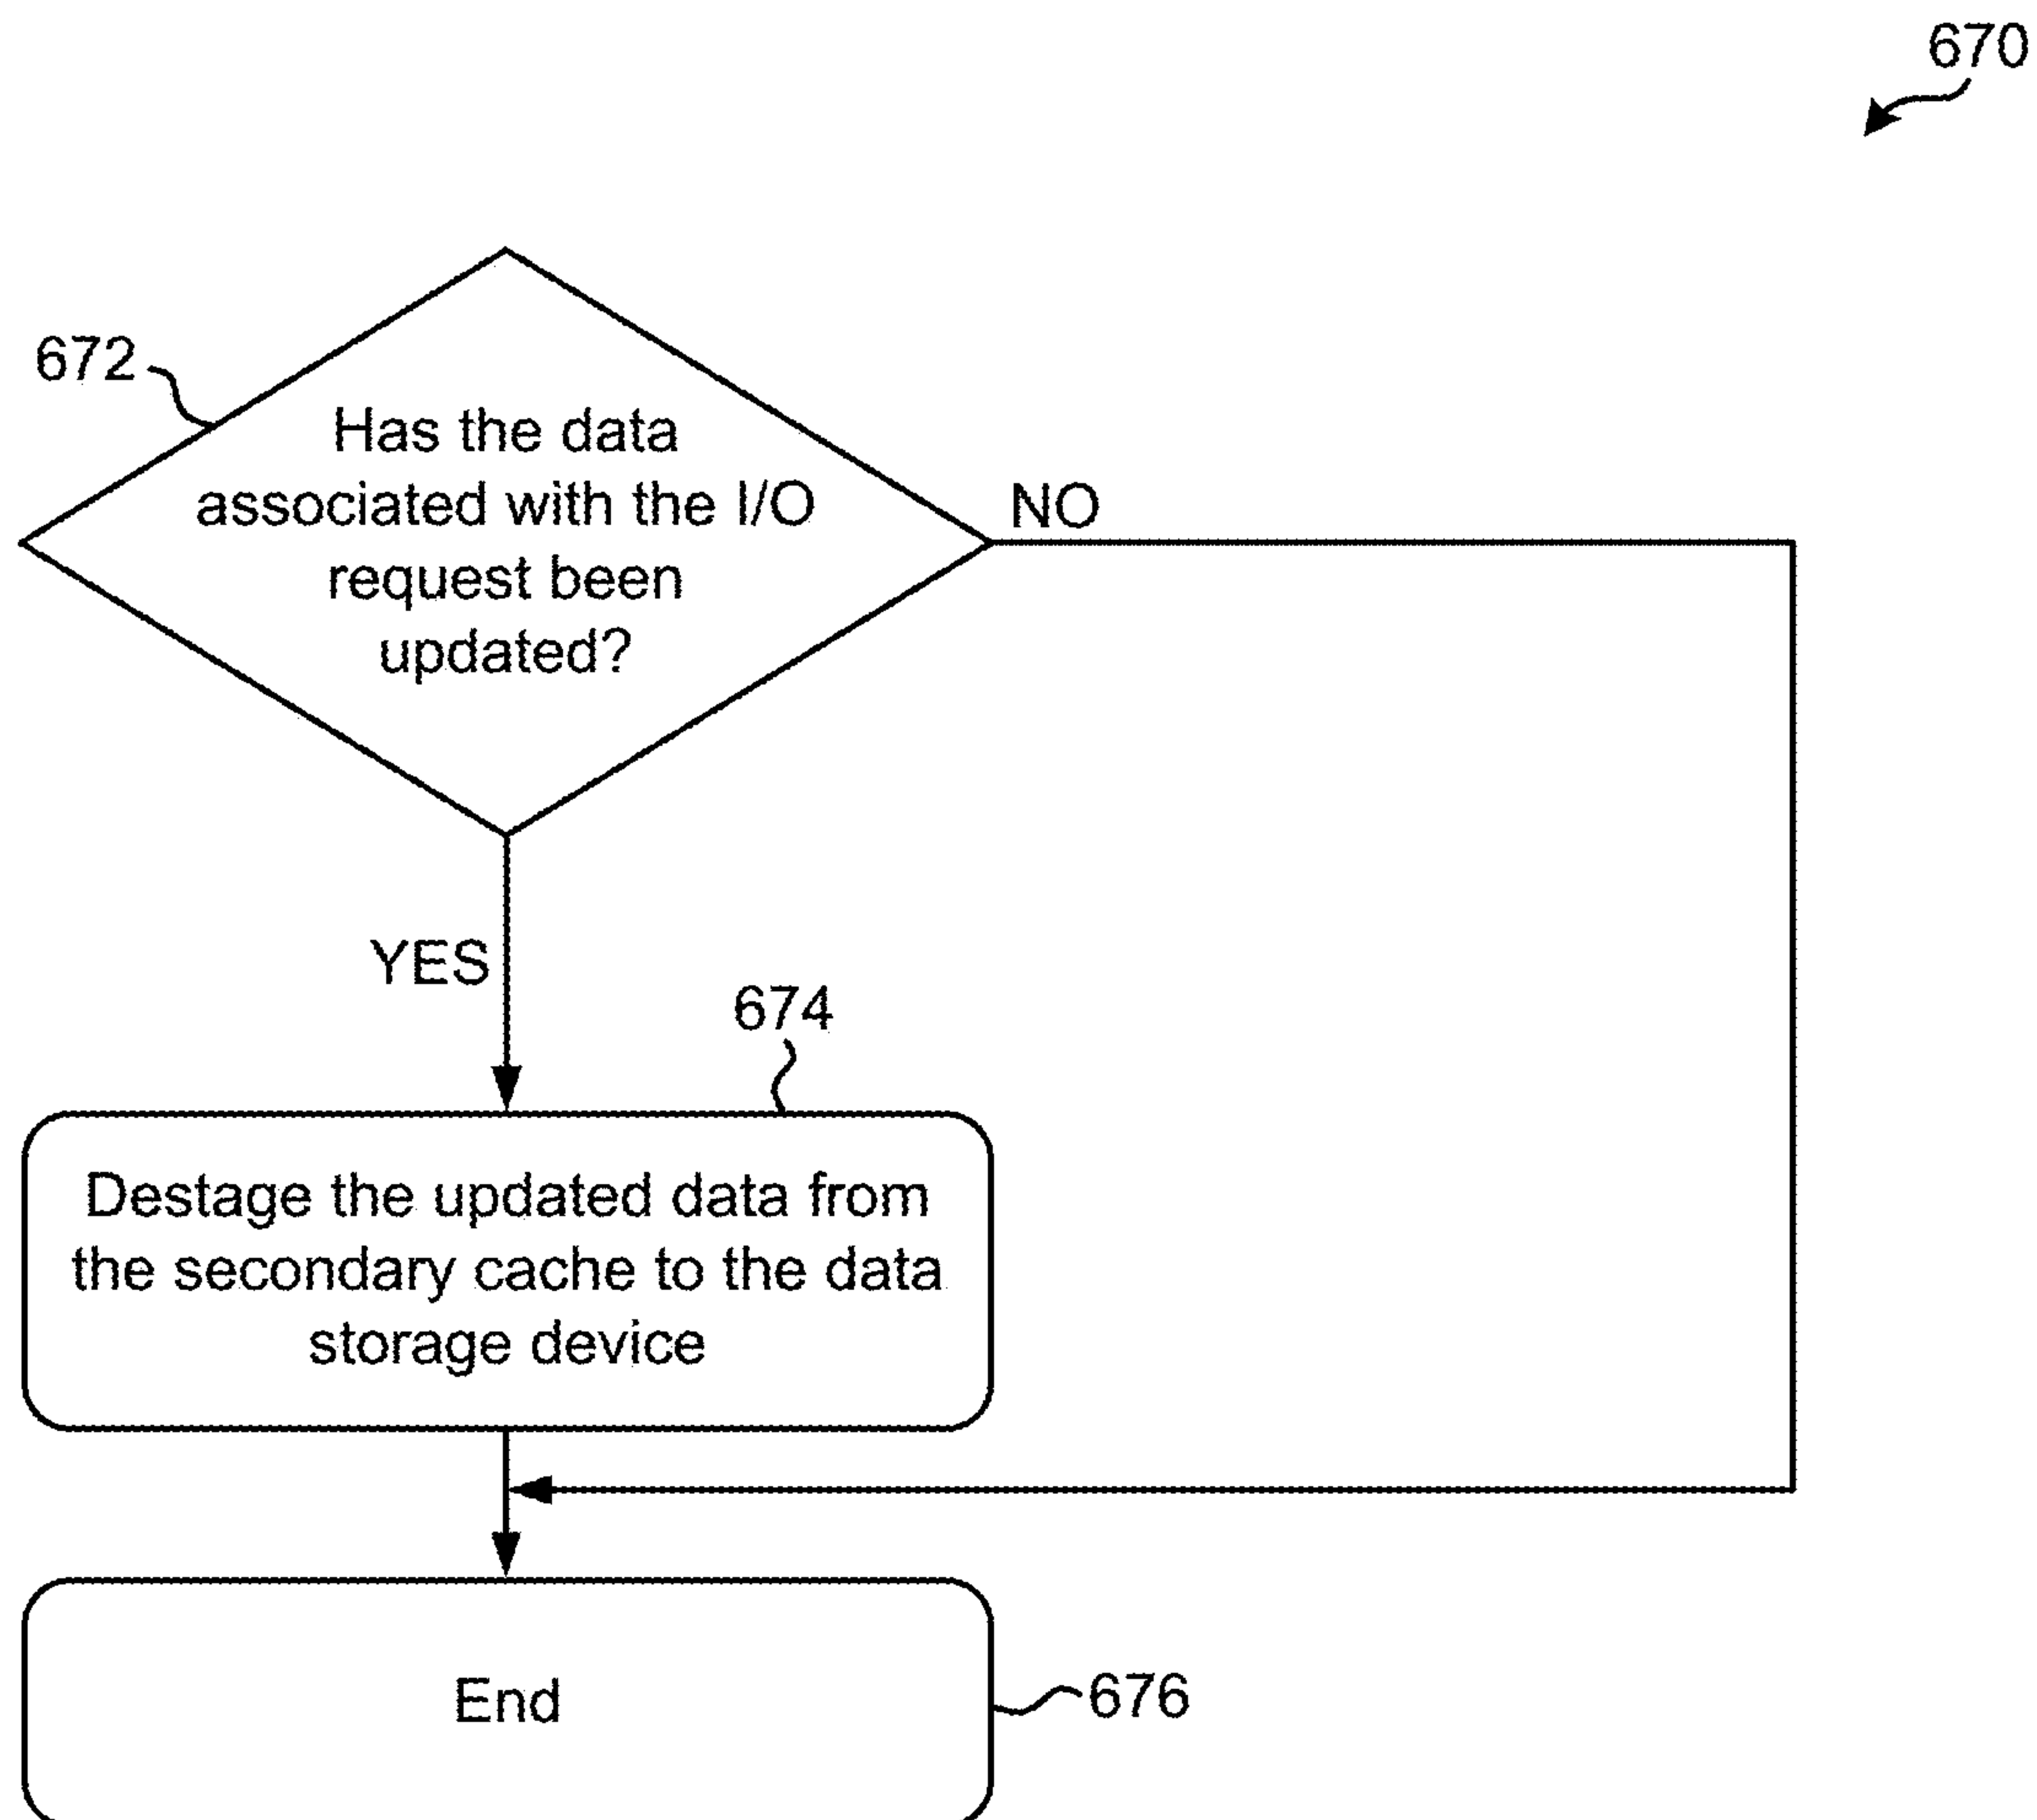 670
672
Has the data
associated with the I/O
request been
updated?
NO
YES
674
Destage the updated data from
the secondary cache to the data
storage device
End
676